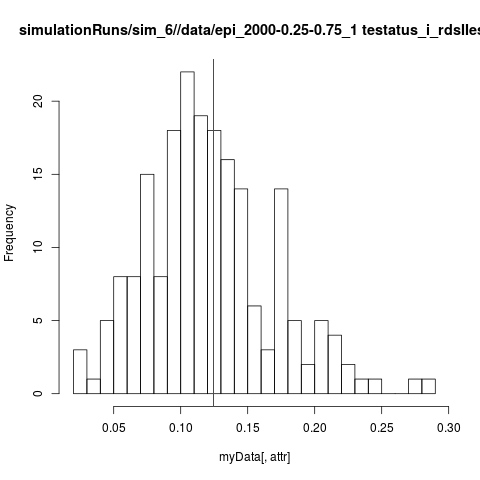 simulationRuns/sim_6//data/epi_2000-0.25-0.75_1 testatus_i_rdslles
Frequency
20
15
10
5
0
0.05 0.10 0.15 0.20 0.25 0.30
myData[, attr]